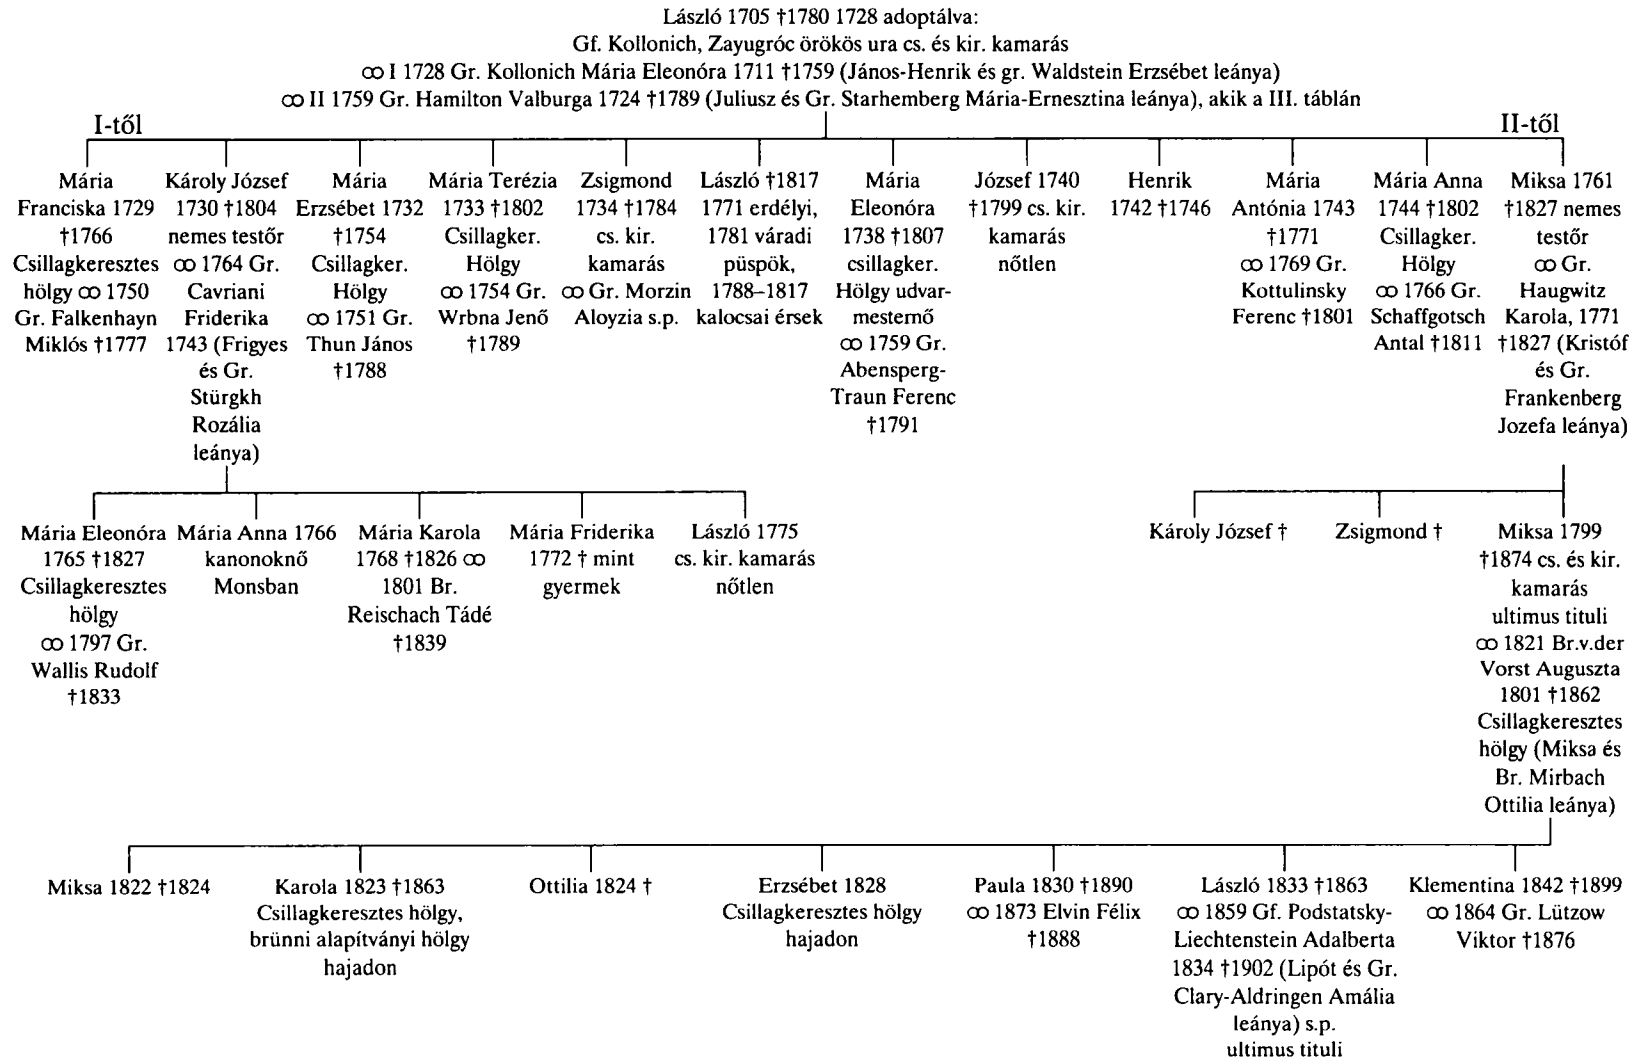 László 1705 †1780 1728 adoptálva:
Gf. Kollonich, Zayugróc örökös ura cs. és kir. kamarás
∞ I 1728 Gr. Kollonich Mária Eleonóra 1711 †1759 (János-Henrik és gr. Waldstein Erzsébet leánya)
∞ II 1759 Gr. Hamilton Valburga 1724 †1789 (Juliusz és Gr. Starhemberg Mária-Ernesztina leánya), akik a III. táblán
I-től
II-től
Mária
Franciska 1729
†1766
Csillagkeresztes
hölgy ∞ 1750
Gr. Falkenhayn
Miklós †1777
Károly József
1730 †1804
nemes testőr
∞ 1764 Gr.
Cavriani
Friderika
1743 (Frigyes
és Gr.
Stürgkh
Rozália
leánya)
Mária
Erzsébet 1732
†1754
Csillagker.
Hölgy
∞ 1751 Gr.
Thun János
†1788
Mária Terézia
1733 †1802
Csillagker.
Hölgy
∞ 1754 Gr.
Wrbna Jenő
†1789
Zsigmond
1734 †1784
cs. kir.
kamarás
∞ Gr. Morzin
Aloyzia s.p.
László †1817
1771 erdélyi,
1781 váradi
püspök,
1788–1817
kalocsai érsek
Mária
Eleonóra
1738 †1807
csillagker.
Hölgy udvar-
mesternő
∞ 1759 Gr.
Abensperg-
Traun Ferenc
†1791
József 1740
†1799 cs. kir.
kamarás
nőtlen
Henrik
1742 †1746
Mária
Antónia 1743
†1771
∞ 1769 Gr.
Kottulinsky
Ferenc †1801
Mária Anna
1744 †1802
Csillagker.
Hölgy
∞ 1766 Gr.
Schaffgotsch
Antal †1811
Miksa 1761
†1827 nemes
testőr
∞ Gr.
Haugwitz
Karola, 1771
†1827 (Kristóf
és Gr.
Frankenberg
Jozefa leánya)
Mária Eleonóra
1765 †1827
Csillagkeresztes
hölgy
∞ 1797 Gr.
Wallis Rudolf
†1833
Mária Anna 1766
kanonoknő
Monsban
Mária Karola
1768 †1826 ∞
1801 Br.
Reischach Tádé
†1839
Mária Friderika
1772 † mint
gyermek
László 1775
cs. kir. kamarás
nőtlen
Károly József †
Zsigmond †
Miksa 1799
†1874 cs. és kir.
kamarás
ultimus tituli
∞ 1821 Br.v.der
Vorst Auguszta
1801 †1862
Csillagkeresztes
hölgy (Miksa és
Br. Mirbach
Ottilia leánya)
Miksa 1822 †1824
Karola 1823 †1863
Csillagkeresztes hölgy,
brünni alapítványi hölgy
hajadon
Ottilia 1824 †
Erzsébet 1828
Csillagkeresztes hölgy
hajadon
Paula 1830 †1890
∞ 1873 Elvin Félix
†1888
László 1833 †1863
∞ 1859 Gf. Podstatsky-
Liechtenstein Adalberta
1834 †1902 (Lipót és Gr.
Clary-Aldringen Amália
leánya) s.p.
ultimus tituli
Klementina 1842 †1899
∞ 1864 Gr. Lützow
Viktor †1876